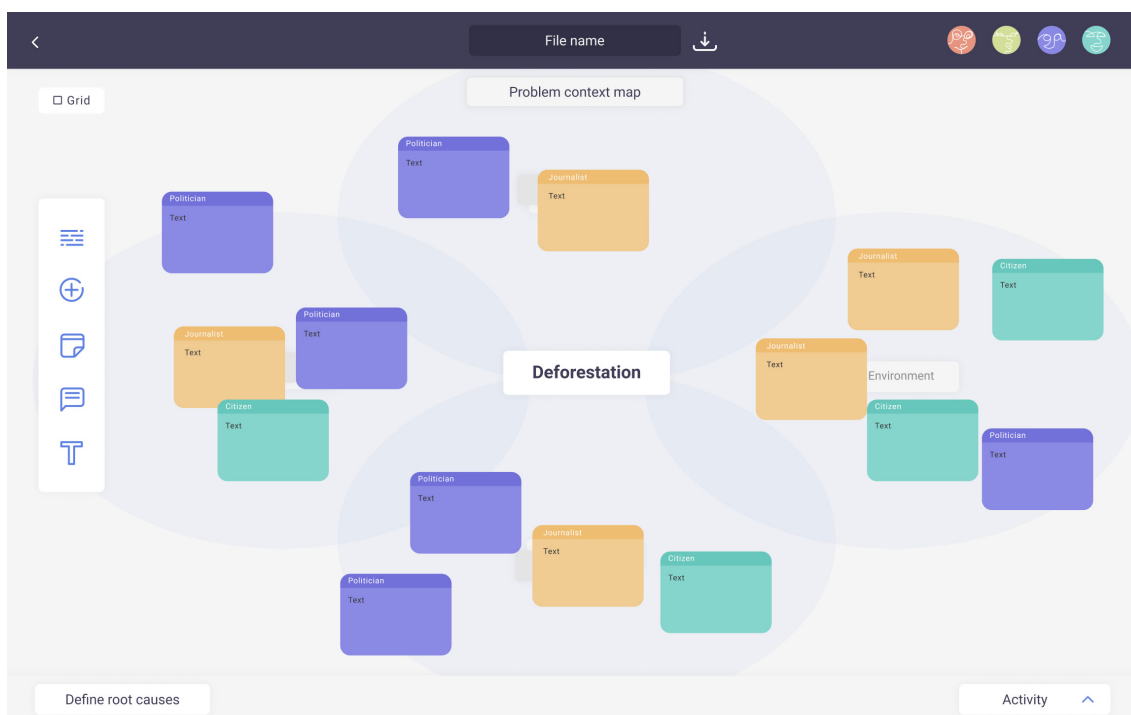 File name
Problem context map
Grid
Politician
Text
Journalist
Text
Politician
Text
Journalist
Text
Citizen
Text
Politician
Text
Journalist
Text
Journalist
Text
Environment
Deforestation
Citizen
Text
Citizen
Text
Politician
Text
Politician
Text
Journalist
Text
Citizen
Text
Politician
Text
Define root causes
Activity